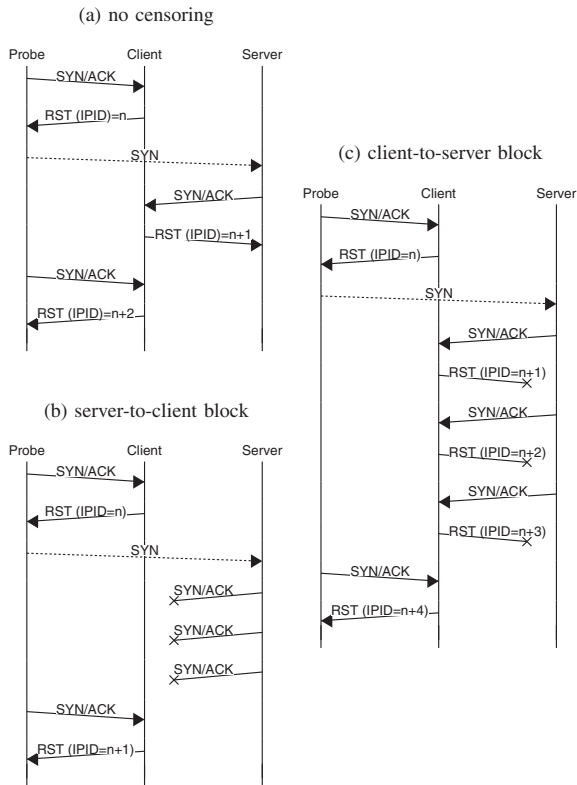 (a) no censoring
Probe Client Server
SYN/ACK
RST (IPID)=n
SYN
SYN/ACK
RST (IPID)=n+1
SYN/ACK
RST (IPID)=n+2
(b) server-to-client block
Probe Client Server
SYN/ACK
RST (IPID=n)
SYN
SYN/ACK
SYN/ACK
SYN/ACK
SYN/ACK
RST (IPID=n+1)
(c) client-to-server block
Probe Client Server
SYN/ACK
RST (IPID=n)
SYN
SYN/ACK
RST (IPID=n+1)
SYN/ACK
RST (IPID=n+2)
SYN/ACK
RST (IPID=n+3)
SYN/ACK
RST (IPID=n+4)